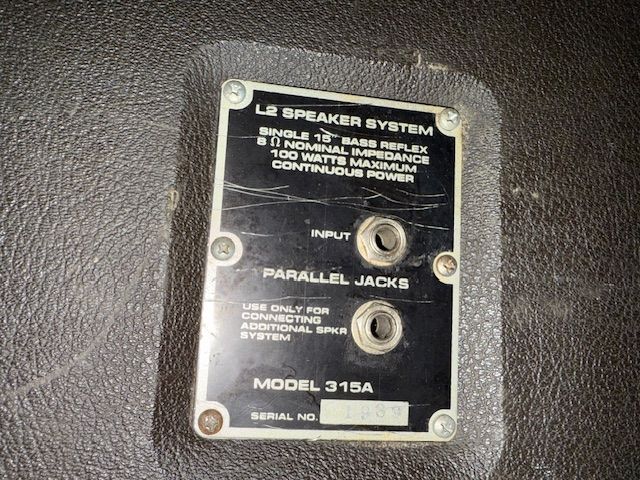 L2 SPEAKER SYSTEM
SINGLE 15" BASS REFLEX
8 Ω NOMINAL IMPEDANCE
100 WATTS MAXIMUM
CONTINUOUS POWER
INPUT
PARALLEL JACKS
USE ONLY FOR
CONNECTING
ADDITIONAL SPKR
SYSTEM
MODEL 315A
SERIAL NO.